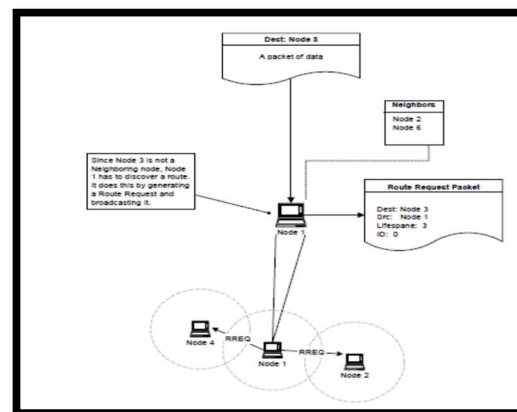 Dest: Node 3
A packet of data
Neighbors
Node 2
Node 6
Since Node 3 is not a
Neighboring node, Node
1 has to discover a route.
It does this by generating
a Route Request and
broadcasting it.
Route Request Packet
Dest: Node 3
Src: Node 1
Lifespane: 3
ID: 0
Node 1
Node 4
RREQ
Node 1
RREQ
Node 2